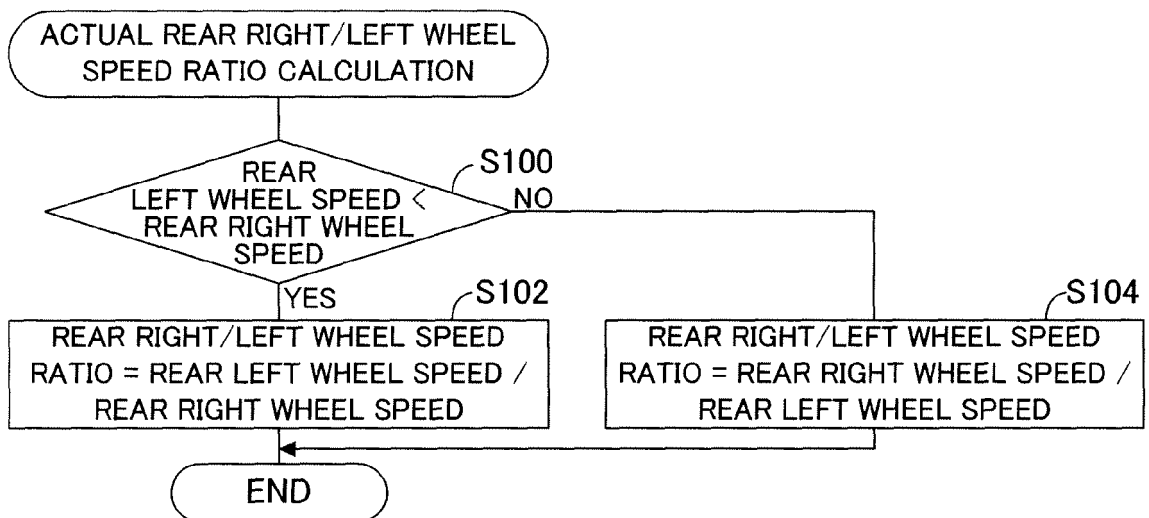 ACTUAL REAR RIGHT/LEFT WHEEL
SPEED RATIO CALCULATION
S100
REAR
LEFT WHEEL SPEED <
REAR RIGHT WHEEL
SPEED
NO
YES
S102
REAR RIGHT/LEFT WHEEL SPEED
RATIO = REAR LEFT WHEEL SPEED /
REAR RIGHT WHEEL SPEED
S104
REAR RIGHT/LEFT WHEEL SPEED
RATIO = REAR RIGHT WHEEL SPEED /
REAR LEFT WHEEL SPEED
END